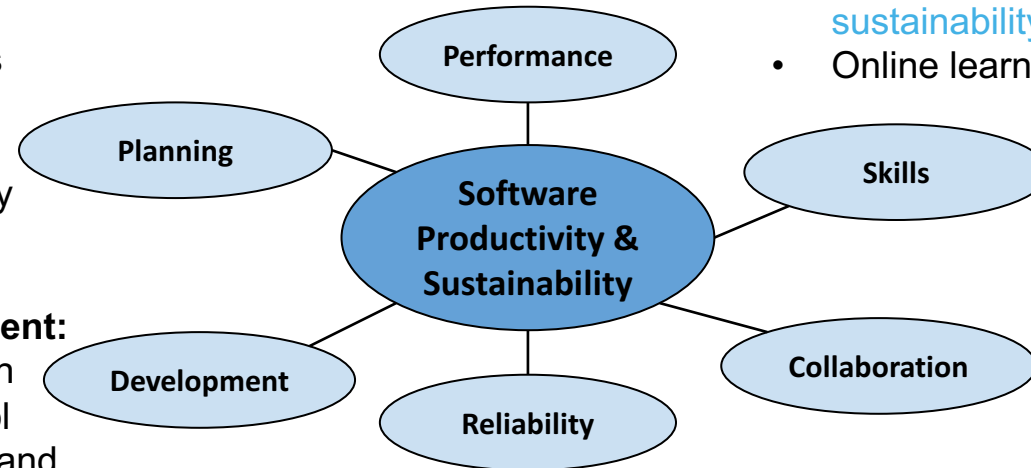 sustainability
• Online learn
Performance
Planning
Skills
Software
Productivity &
Sustainability
ent:
Development
Collaboration
Reliability
and